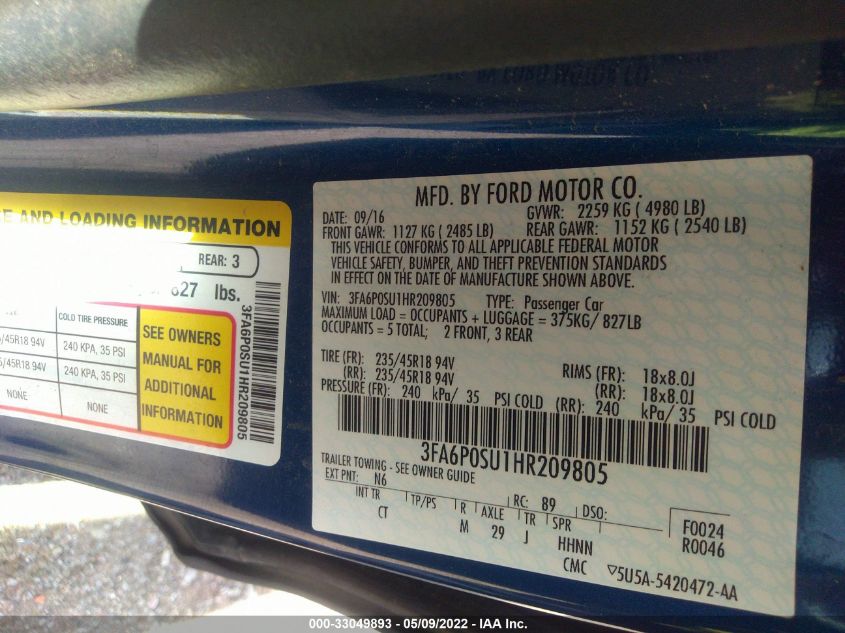 E AND LOADING INFORMATION
REAR: 3
827 lbs.
COLD TIRE PRESSURE
/45R18 94V 240 KPA, 35 PSI
/45R18 94V 240 KPA, 35 PSI
NONE NONE
SEE OWNERS
MANUAL FOR
ADDITIONAL
INFORMATION
3FA6P0SU1HR209805
MFD. BY FORD MOTOR CO.
DATE: 09/16 GVWR: 2259 KG ( 4980 LB)
FRONT GAWR: 1127 KG ( 2485 LB) REAR GAWR: 1152 KG ( 2540 LB)
THIS VEHICLE CONFORMS TO ALL APPLICABLE FEDERAL MOTOR
VEHICLE SAFETY, BUMPER, AND THEFT PREVENTION STANDARDS
IN EFFECT ON THE DATE OF MANUFACTURE SHOWN ABOVE.
VIN: 3FA6P0SU1HR209805 TYPE: Passenger Car
MAXIMUM LOAD = OCCUPANTS + LUGGAGE = 375KG/ 827LB
OCCUPANTS = 5 TOTAL; 2 FRONT, 3 REAR
TIRE (FR): 235/45R18 94V RIMS (FR): 18x8.0J
(RR): 235/45R18 94V (RR): 18x8.0J
PRESSURE (FR): 240 kPa/ 35 PSI COLD (RR): 240 kPa/ 35 PSI COLD
3FA6P0SU1HR209805
TRAILER TOWING - SEE OWNER GUIDE
EXT PNT: N6 RC: 89 DSO:
INT TR TP/PS R AXLE TR SPR
CT M 29 J HHNN
CMC
F0024
R0046
▽5U5A-5420472-AA
000-33049893 - 05/09/2022 - IAA Inc.